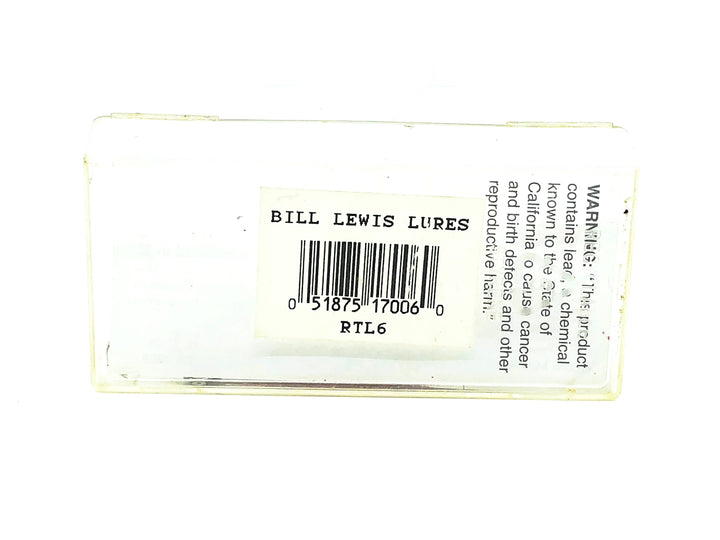 BILL LEWIS LURES
0 51875 17006 0
RTL6
WARNING: "This product
contains lead, a chemical
known to the State of
California to cause cancer
and birth defects and other
reproductive harm."